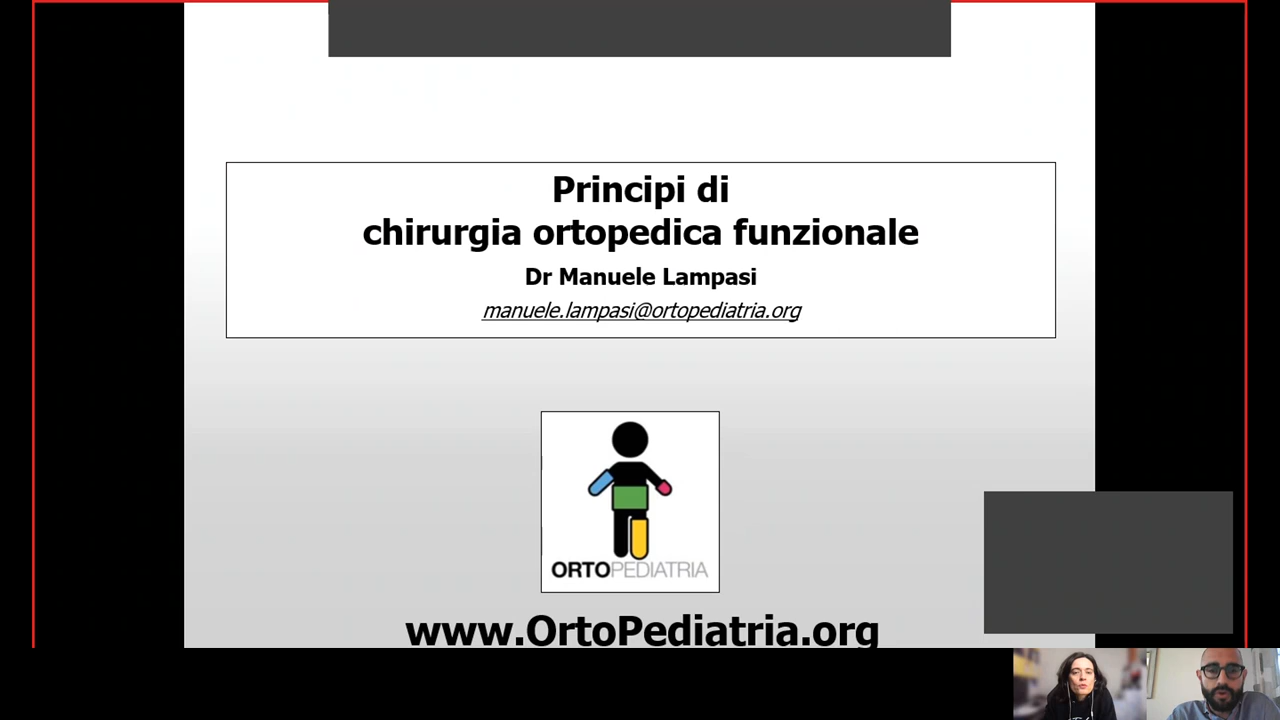 Principi di
chirurgia ortopedica funzionale
Dr Manuele Lampasi
manuele.lampasi@ortopediatria.org
ORTOPEDIATRIA
www.OrtoPediatria.org